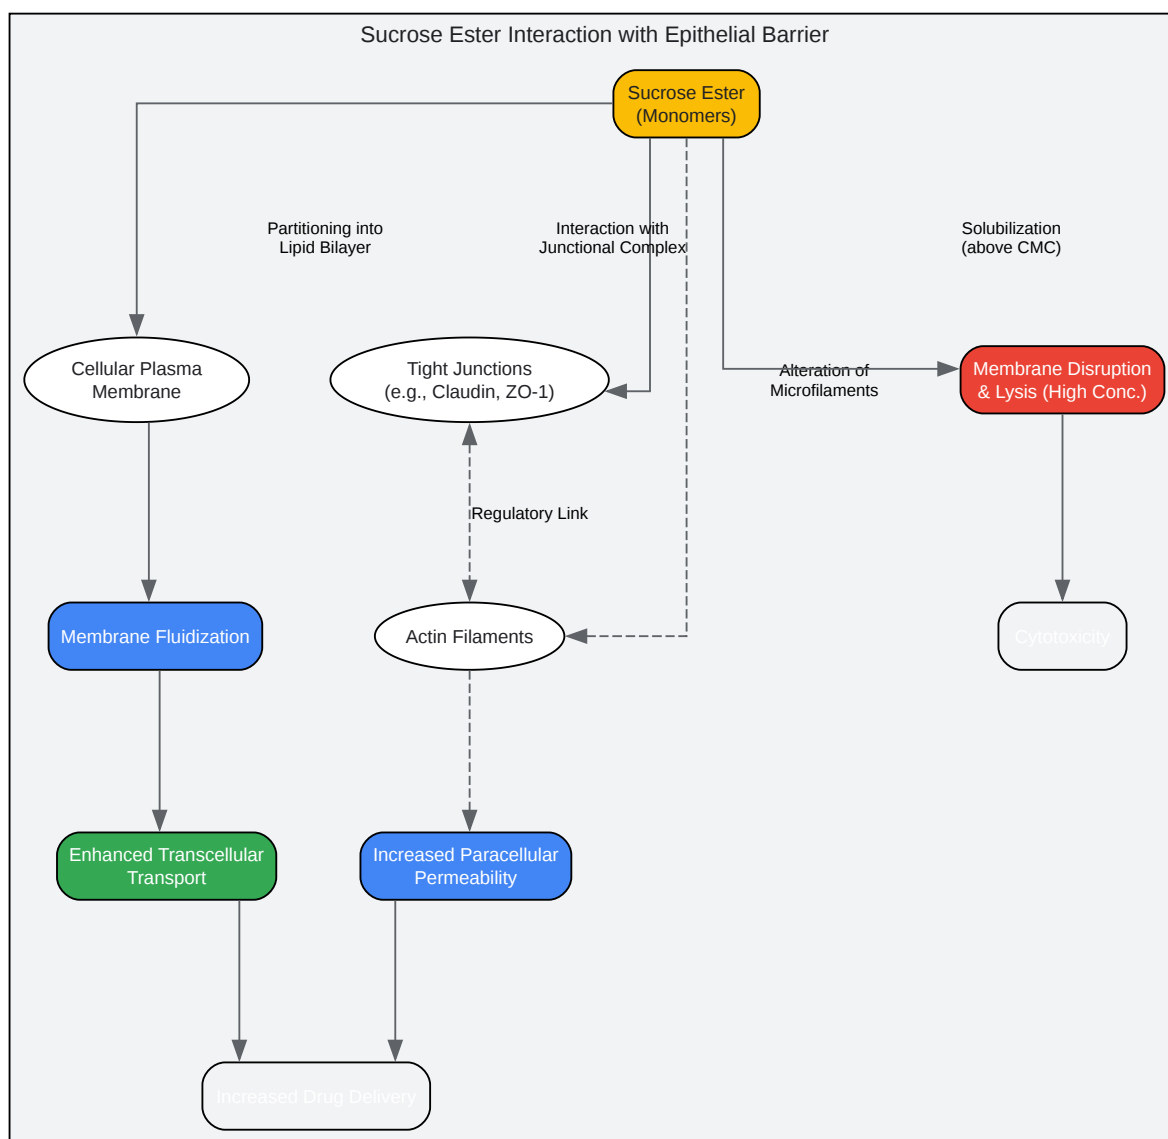 Sucrose Ester Interaction with Epithelial Barrier
Sucrose Ester
(Monomers)
Partitioning into
Lipid Bilayer
Interaction with
Junctional Complex
Solubilization
(above CMC)
Cellular Plasma
Membrane
Tight Junctions
(e.g., Claudin, ZO-1)
Alteration of
Microfilaments
Membrane Disruption
& Lysis (High Conc.)
Regulatory Link
Membrane Fluidization
Actin Filaments
Cytotoxicity
Enhanced Transcellular
Transport
Increased Paracellular
Permeability
Increased Drug Delivery